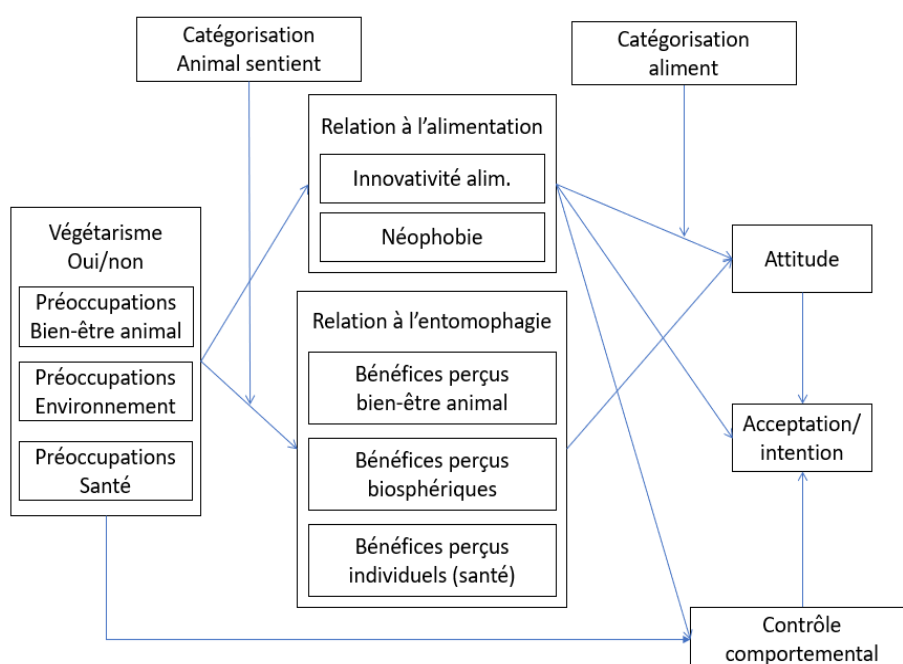 Catégorisation
Animal sentient
Catégorisation
aliment
Relation à l'alimentation
Innovativité alim.
Néophobie
Végétarisme
Oui/non
Préoccupations
Bien-être animal
Préoccupations
Environnement
Préoccupations
Santé
Relation à l'entomophagie
Bénéfices perçus
bien-être animal
Bénéfices perçus
biosphériques
Bénéfices perçus
individuels (santé)
Attitude
Acceptation/
intention
Contrôle
comportemental